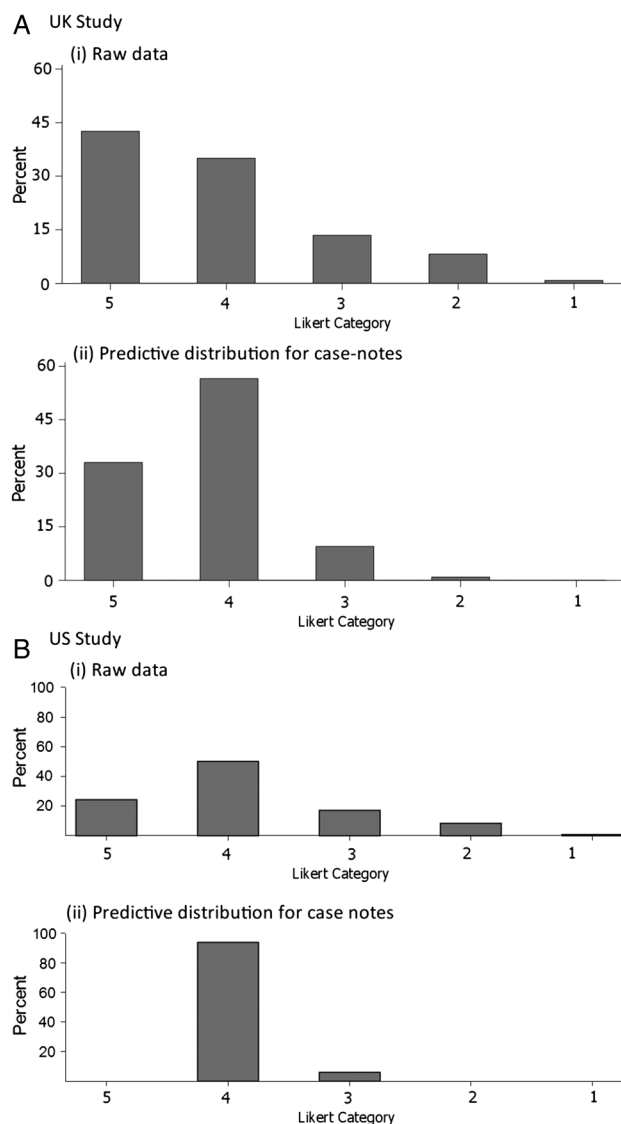 A UK Study
(i) Raw data
60
45
30
15
0
Percent
5 4 3 2 1
Likert Category
(ii) Predictive distribution for case-notes
60
45
30
15
0
Percent
5 4 3 2 1
Likert Category
B US Study
(i) Raw data
100
80
60
40
20
Percent
5 4 3 2 1
Likert Category
(ii) Predictive distribution for case notes
100
80
60
40
20
Percent
5 4 3 2 1
Likert Category